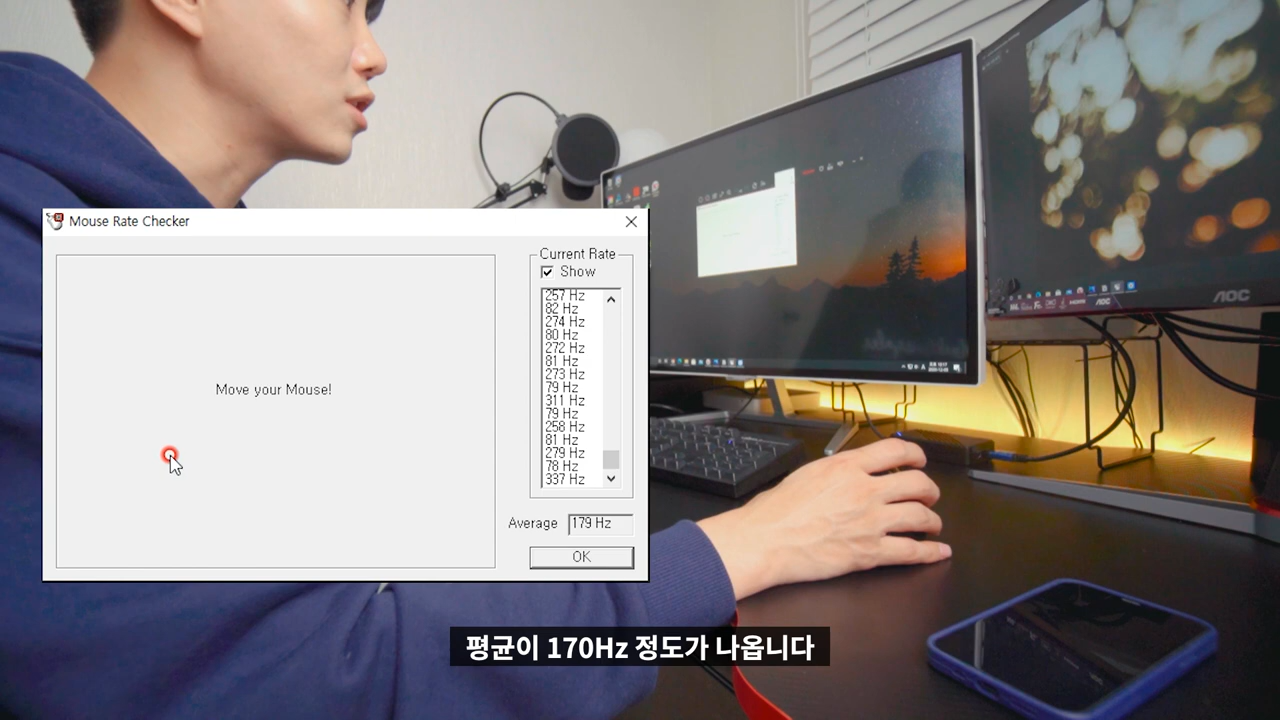 Mouse Rate Checker
Move your Mouse!
Current Rate
Show
257 Hz
82 Hz
274 Hz
80 Hz
272 Hz
81 Hz
273 Hz
79 Hz
311 Hz
79 Hz
258 Hz
81 Hz
279 Hz
78 Hz
337 Hz
Average 179 Hz
OK
AOC
AOC
평균이 170Hz 정도가 나옵니다